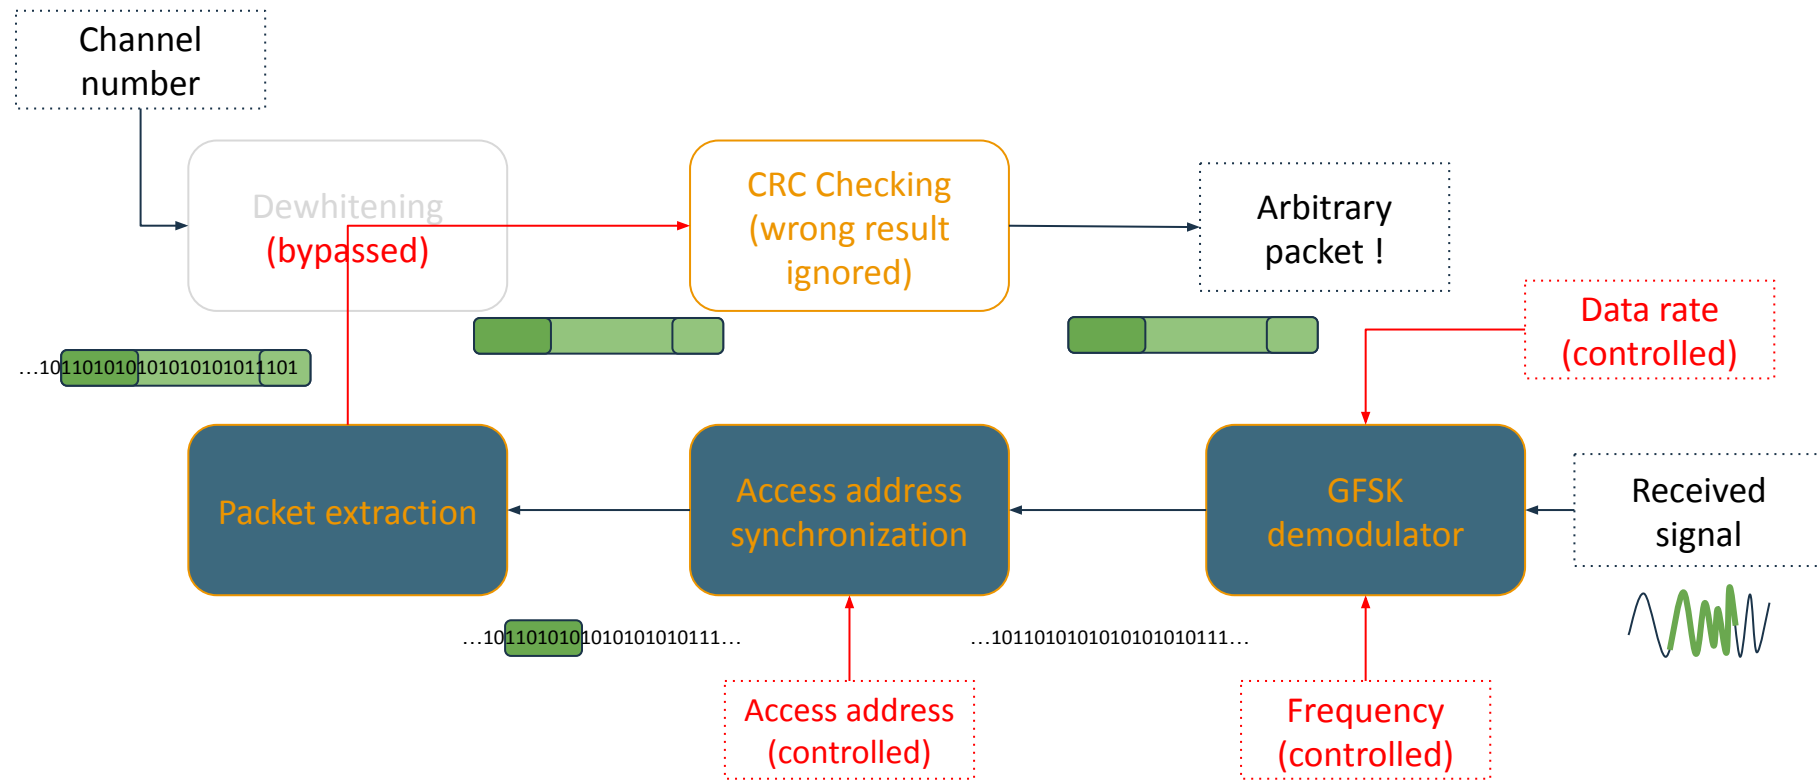 Channel
number
Dewhitening
(bypassed)
CRC Checking
(wrong result
ignored)
Arbitrary
packet !
Data rate
(controlled)
...101101010101010101011101
Packet extraction
Access address
synchronization
GFSK
demodulator
Received
signal
...1011010101010101010111...
...1011010101010101010111...
Access address
(controlled)
Frequency
(controlled)